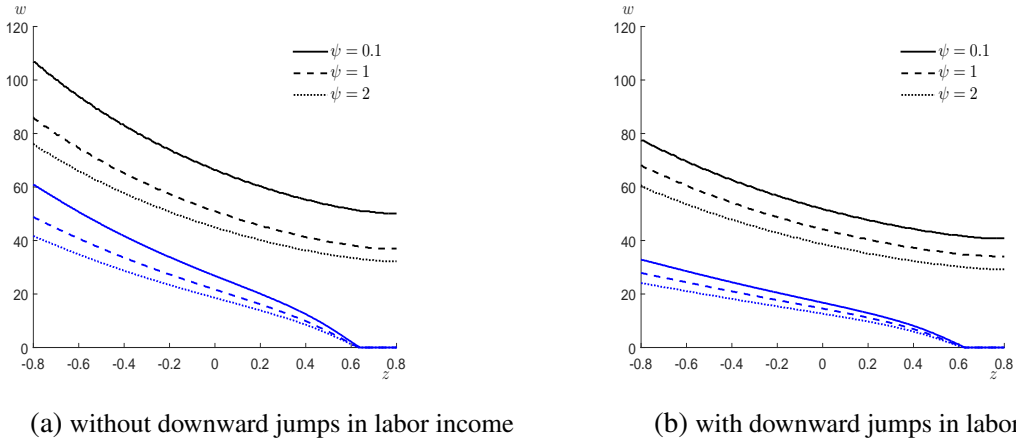 w
120
100
80
60
40
20
0
-0.8 -0.6 -0.4 -0.2 0 0.2 0.4 0.6 0.8
z
ψ = 0.1
ψ = 1
ψ = 2
(a) without downward jumps in labor income
w
120
100
80
60
40
20
0
-0.8 -0.6 -0.4 -0.2 0 0.2 0.4 0.6 0.8
z
ψ = 0.1
ψ = 1
ψ = 2
(b) with downward jumps in labor